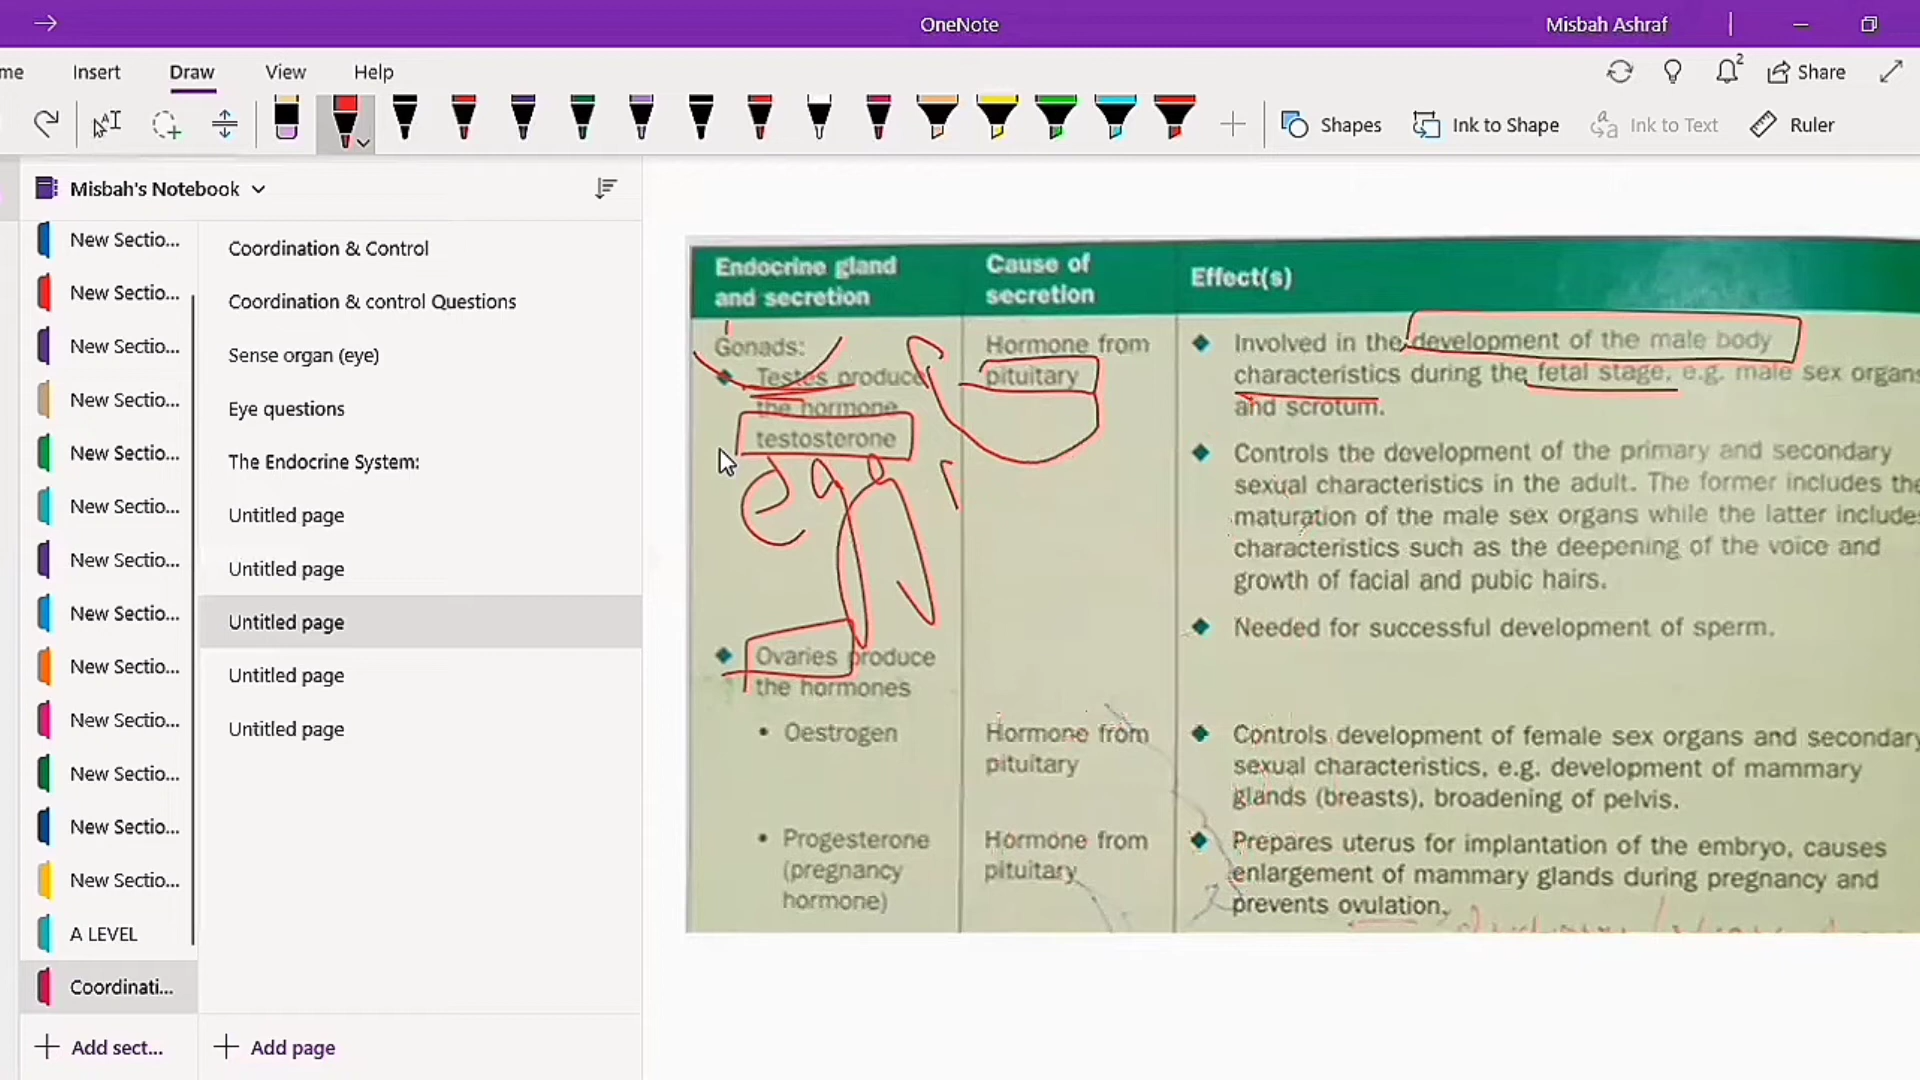 OneNote
Misbah Ashraf
me
Insert
Draw
View
Help
2
Share
Shapes
Ink to Shape
Ink to Text
Ruler
Misbah's Notebook
New Sectio...
New Sectio...
New Sectio...
New Sectio...
New Sectio...
New Sectio...
New Sectio...
New Sectio...
New Sectio...
New Sectio...
New Sectio...
New Sectio...
New Sectio...
A LEVEL
Coordinati...
Add sect...
Coordination & Control
Coordination & control Questions
Sense organ (eye)
Eye questions
The Endocrine System:
Untitled page
Untitled page
Untitled page
Untitled page
Untitled page
Add page
Endocrine gland
and secretion
Cause of
secretion
Effect(s)
Gonads:
Testes produce
the hormone
testosterone
egg
Hormone from
pituitary
Involved in the development of the male body
characteristics during the fetal stage, e.g. male sex organs
and scrotum.
Controls the development of the primary and secondary
sexual characteristics in the adult. The former includes the
maturation of the male sex organs while the latter includes
characteristics such as the deepening of the voice and
growth of facial and pubic hairs.
Needed for successful development of sperm.
Ovaries produce
the hormones
• Oestrogen
Hormone from
pituitary
Controls development of female sex organs and secondary
sexual characteristics, e.g. development of mammary
glands (breasts), broadening of pelvis.
• Progesterone
(pregnancy
hormone)
Hormone from
pituitary
Prepares uterus for implantation of the embryo, causes
enlargement of mammary glands during pregnancy and
prevents ovulation.